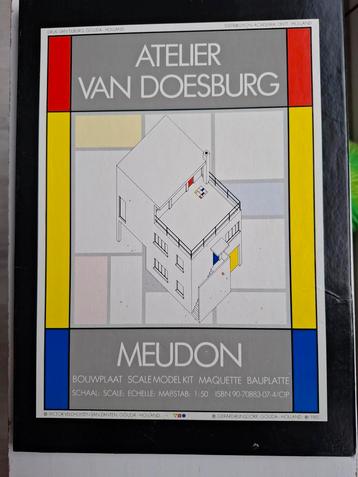 ATELIER
VAN DOESBURG
MEUDON
BOUWPLAAT SCALE MODEL KIT MAQUETTE BAUPLATTE
SCHAAL: SCALE: ECHELLE: MAßSTAB: 1:50 ISBN 90-70883-07-4/CIP